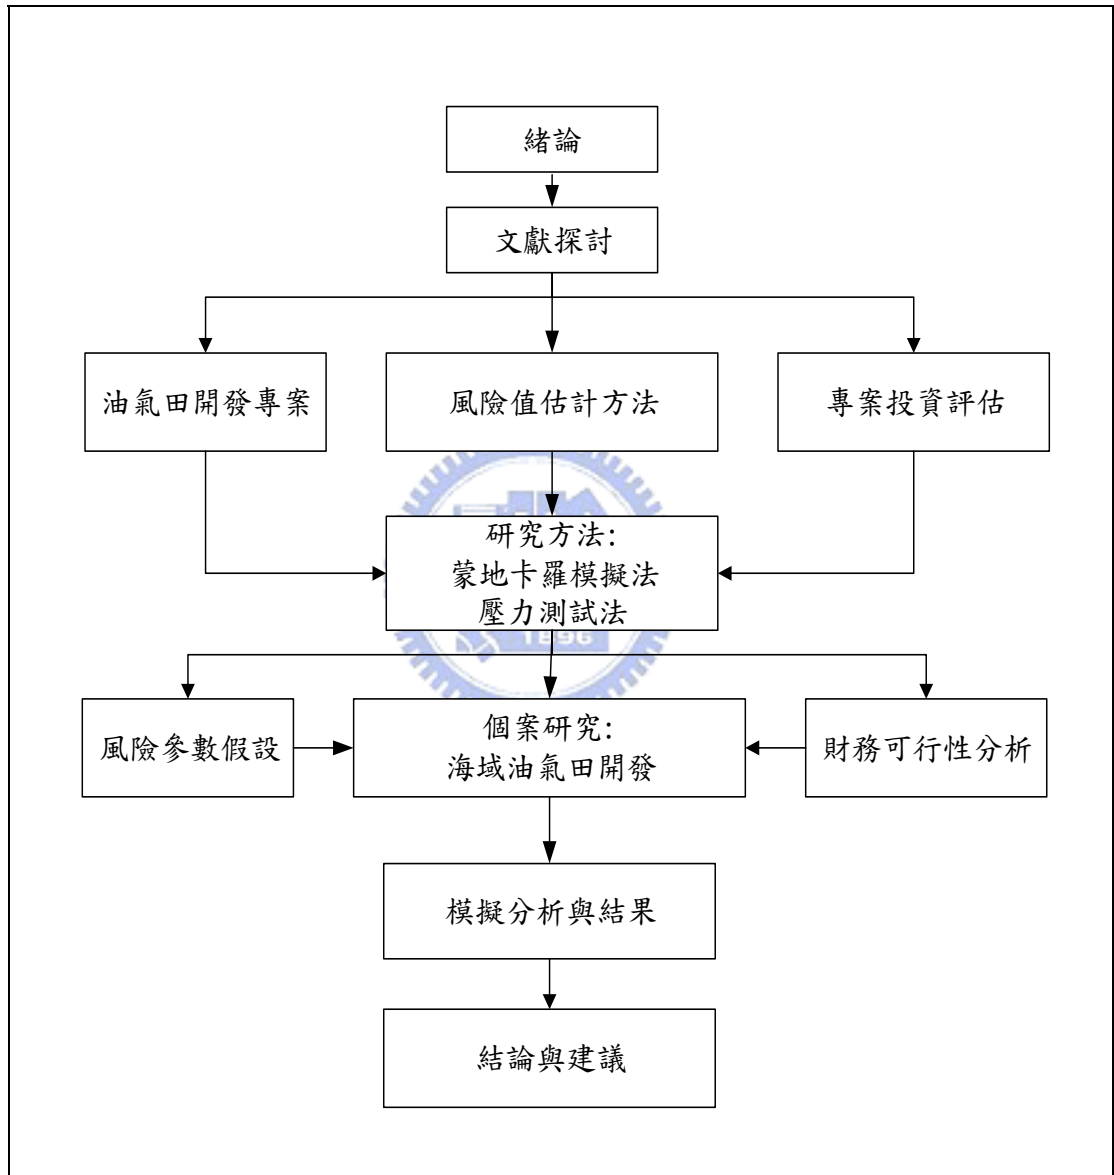 緒論
文獻探討
油氣田開發專案
風險值估計方法
專案投資評估
研究方法:
蒙地卡羅模擬法
壓力測試法
1896
風險參數假設
個案研究:
海域油氣田開發
財務可行性分析
模擬分析與結果
結論與建議